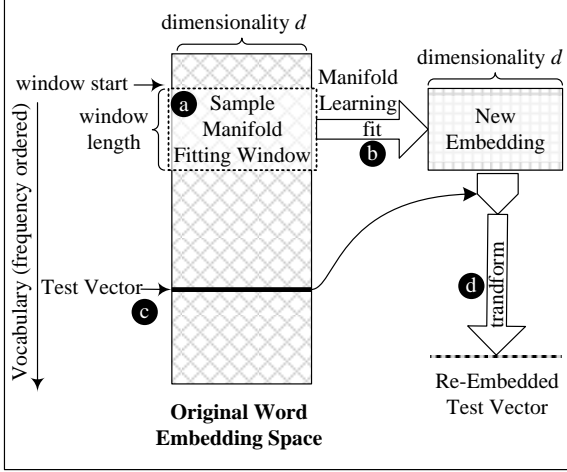 dimensionality d
window start
window
length
a
Sample
Manifold
Fitting Window
Manifold
Learning
fit
b
dimensionality d
New
Embedding
Vocabulary (frequency ordered)
Test Vector
c
d
transform
Original Word
Embedding Space
Re-Embedded
Test Vector